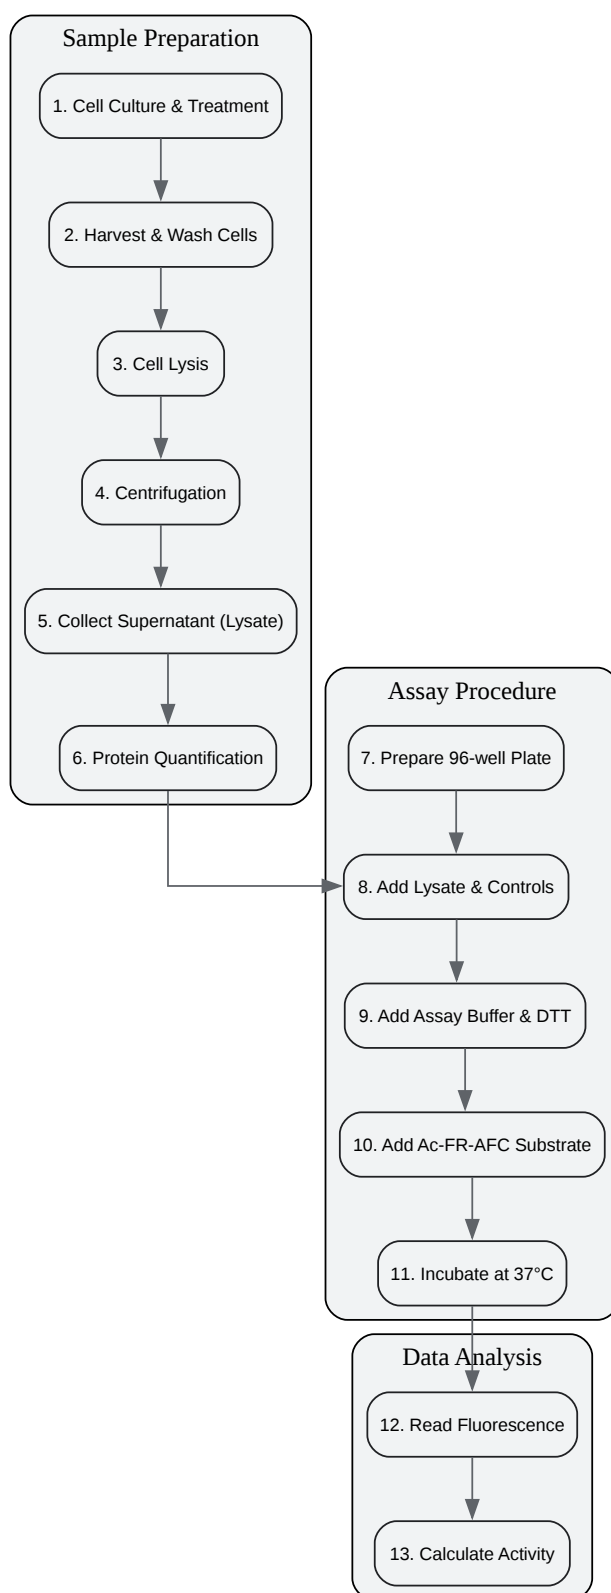 Sample Preparation
1. Cell Culture & Treatment
2. Harvest & Wash Cells
3. Cell Lysis
4. Centrifugation
5. Collect Supernatant (Lysate)
6. Protein Quantification
Assay Procedure
7. Prepare 96-well Plate
8. Add Lysate & Controls
9. Add Assay Buffer & DTT
10. Add Ac-FR-AFC Substrate
11. Incubate at 37°C
Data Analysis
12. Read Fluorescence
13. Calculate Activity